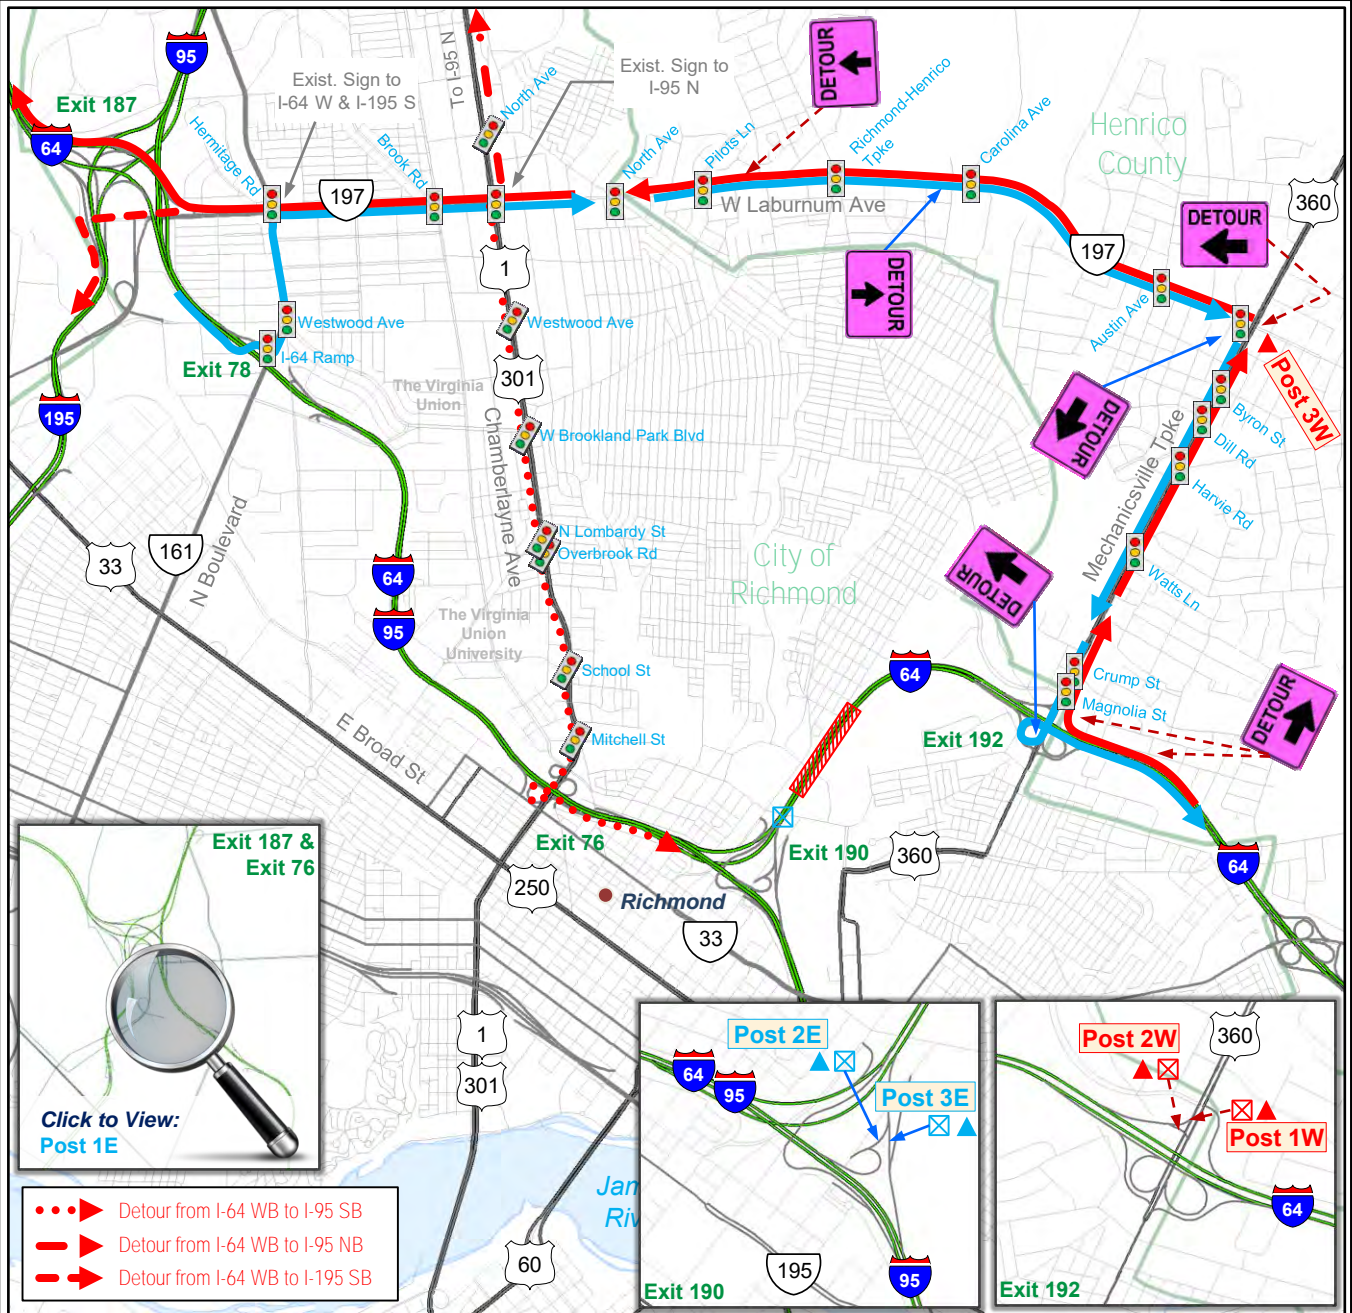 95
Exit 187
64
Exist. Sign to
I-64 W & I-195 S
To I-95 N
North Ave
Exist. Sign to
I-95 N
DETOUR
Richmond-Henrico
Tpke
Carolina Ave
Henrico
County
Hermitage Rd
Brook Rd
North Ave
Pilots Ln
197
W Laburnum Ave
360
DETOUR
197
1
DETOUR
Austin Ave
Westwood Ave
I-64 Ramp
Exit 78
Westwood Ave
301
The Virginia
Union
195
Chamberlayne Ave
W Brookland Park Blvd
DETOUR
Post 3W
Byron St
Dill Rd
Harvie Rd
Mechanicsville Tpke
N Boulevard
161
33
N Lombardy St
Overbrook Rd
City of
Richmond
DETOUR
Watts Ln
64
95
The Virginia
Union
University
School St
64
Crump St
Magnolia St
DETOUR
E Broad St
Mitchell St
Exit 192
Exit 76
Exit 190
360
64
Exit 187 &
Exit 76
250
Richmond
33
Click to View:
Post 1E
1
301
Jam
Riv
60
Post 2E
64
95
Post 3E
195
95
Exit 190
360
Post 2W
Post 1W
64
Exit 192
Detour from I-64 WB to I-95 SB
Detour from I-64 WB to I-95 NB
Detour from I-64 WB to I-195 SB